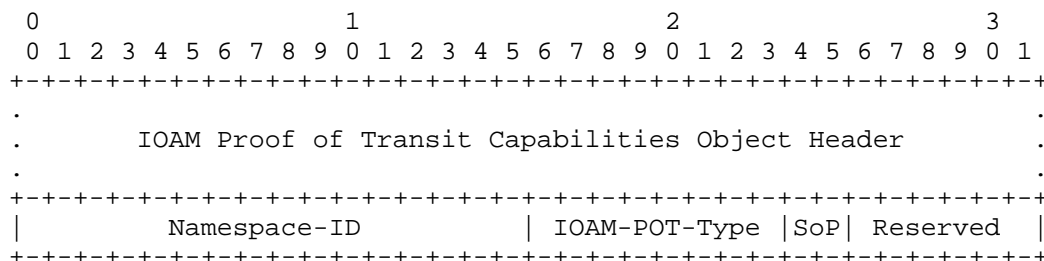 0                   1                   2                   3
 0 1 2 3 4 5 6 7 8 9 0 1 2 3 4 5 6 7 8 9 0 1 2 3 4 5 6 7 8 9 0 1
+-+-+-+-+-+-+-+-+-+-+-+-+-+-+-+-+-+-+-+-+-+-+-+-+-+-+-+-+-+-+-+-+
.                                                               .
.       IOAM Proof of Transit Capabilities Object Header        .
.                                                               .
+-+-+-+-+-+-+-+-+-+-+-+-+-+-+-+-+-+-+-+-+-+-+-+-+-+-+-+-+-+-+-+-+
|         Namespace-ID          | IOAM-POT-Type |SoP| Reserved  |
+-+-+-+-+-+-+-+-+-+-+-+-+-+-+-+-+-+-+-+-+-+-+-+-+-+-+-+-+-+-+-+-+